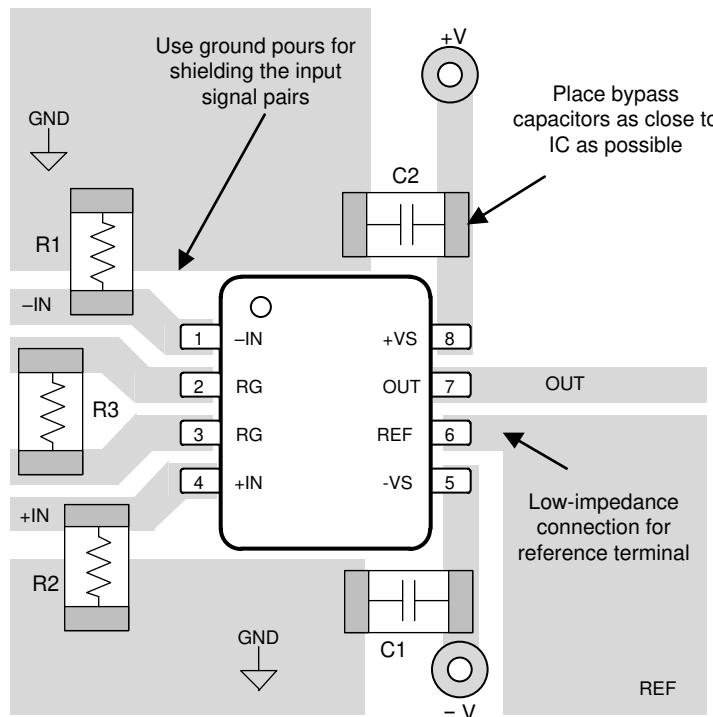 Use ground pours for
shielding the input
signal pairs
+V
Place bypass
capacitors as close to
IC as possible
GND
C2
R1
–IN
1
–IN
+VS
8
2
RG
OUT
7
OUT
R3
3
RG
REF
6
4
+IN
-VS
5
+IN
Low-impedance
connection for
reference terminal
R2
GND
C1
REF
– V